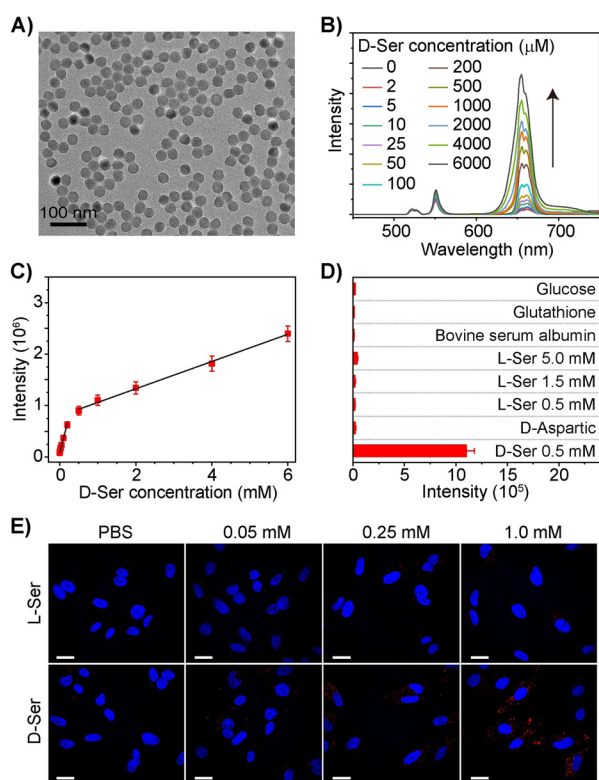 A)
100 nm
B)
D-Ser concentration (μM)
0 200
2 500
5 1000
10 2000
25 4000
50 6000
100
Intensity
500 600 700
Wavelength (nm)
C)
Intensity (10⁶)
3
2
1
0
0 2 4 6
D-Ser concentration (mM)
D)
Glucose
Glutathione
Bovine serum albumin
L-Ser 5.0 mM
L-Ser 1.5 mM
L-Ser 0.5 mM
D-Aspartic
D-Ser 0.5 mM
0 5 10 15 20
Intensity (10⁵)
E)
PBS 0.05 mM 0.25 mM 1.0 mM
L-Ser
D-Ser